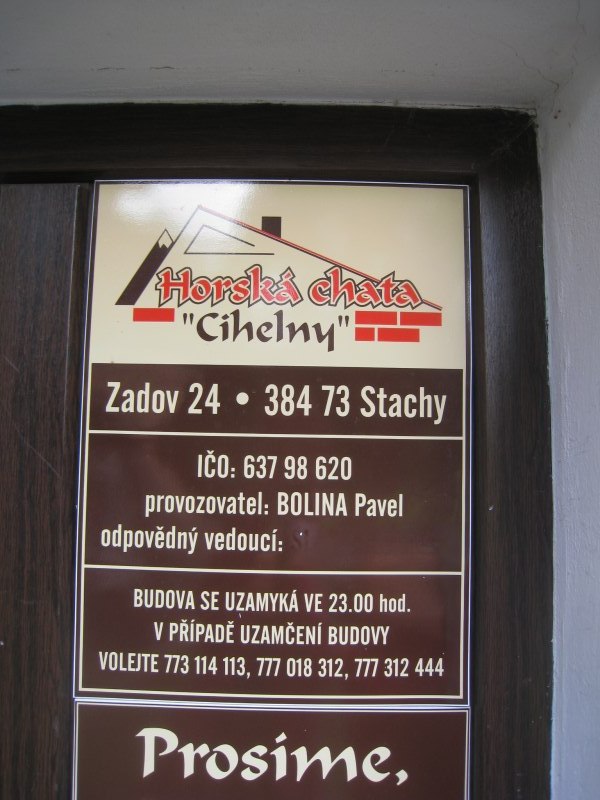 Horská chata
"Cihelny"
Zadov 24 • 384 73 Stachy
IČO: 637 98 620
provozovatel: BOLINA Pavel
odpovědný vedoucí:
BUDOVA SE UZAMYKÁ VE 23.00 hod.
V PŘÍPADĚ UZAMČENÍ BUDOVY
VOLEJTE 773 114 113, 777 018 312, 777 312 444
Prosíme,